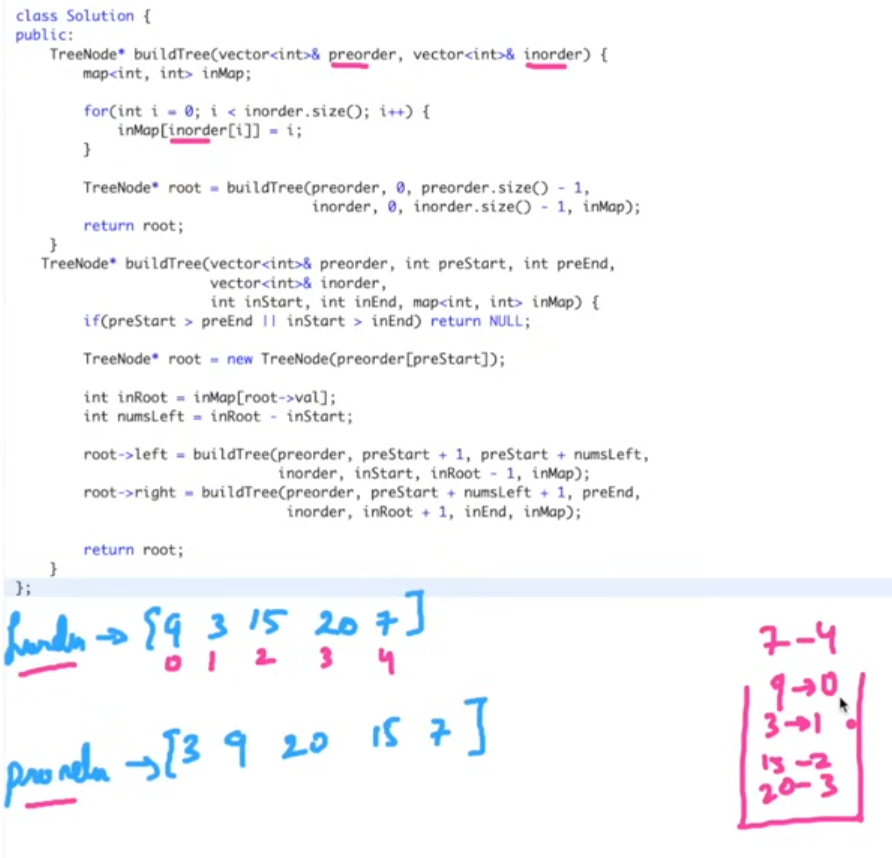 class Solution {
public:
TreeNode* buildTree(vector<int>& preorder, vector<int>& inorder) {
map<int, int> inMap;
for(int i = 0; i < inorder.size(); i++) {
inMap[inorder[i]] = i;
}
TreeNode* root = buildTree(preorder, 0, preorder.size() - 1,
inorder, 0, inorder.size() - 1, inMap);
return root;
}
TreeNode* buildTree(vector<int>& preorder, int preStart, int preEnd,
vector<int>& inorder,
int inStart, int inEnd, map<int, int> inMap) {
if(preStart > preEnd || inStart > inEnd) return NULL;
TreeNode* root = new TreeNode(preorder[preStart]);
int inRoot = inMap[root->val];
int numsLeft = inRoot - inStart;
root->left = buildTree(preorder, preStart + 1, preStart + numsLeft,
inorder, inStart, inRoot - 1, inMap);
root->right = buildTree(preorder, preStart + numsLeft + 1, preEnd,
inorder, inRoot + 1, inEnd, inMap);
return root;
}
};
Inorder → [9 3 15 20 7]
0 1 2 3 4
preorder → [3 9 20 15 7]
7-4
9→0
3→1
15-2
20-3